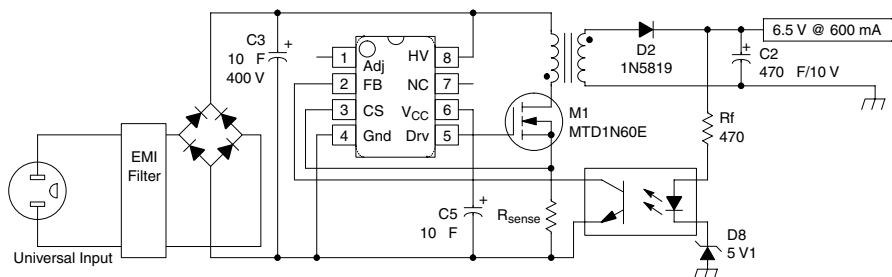 C3
10 F
400 V
1
Adj
HV
8
2
FB
NC
7
3
CS
VCC
6
4
Gnd
Drv
5
M1
MTD1N60E
D2
1N5819
6.5 V @ 600 mA
C2
470 F/10 V
Rf
470
EMI
Filter
Universal Input
C5
10 F
Rsense
D8
5 V1